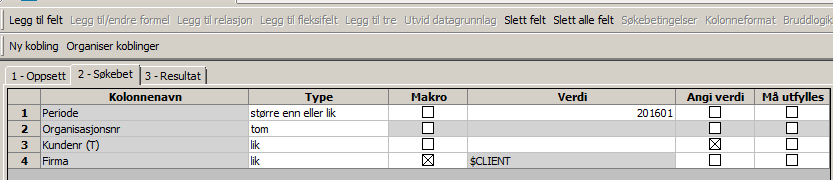 Legg til felt Legg til/endre formel Legg til relasjon Legg til fleksifelt Legg til tre Utvid datagrunnlag Slett felt Slett alle felt Søkebetingelser Kolonneformat Bruddlogik
Ny kobling Organiser koblinger
1 - Oppsett 2 - Søkebet 3 - Resultat
Kolonnenavn Type Makro Verdi Angi verdi Må utfylles
1 Periode større enn eller lik 201601
2 Organisasjonsnr tom
3 Kundenr (T) lik
4 Firma lik $CLIENT